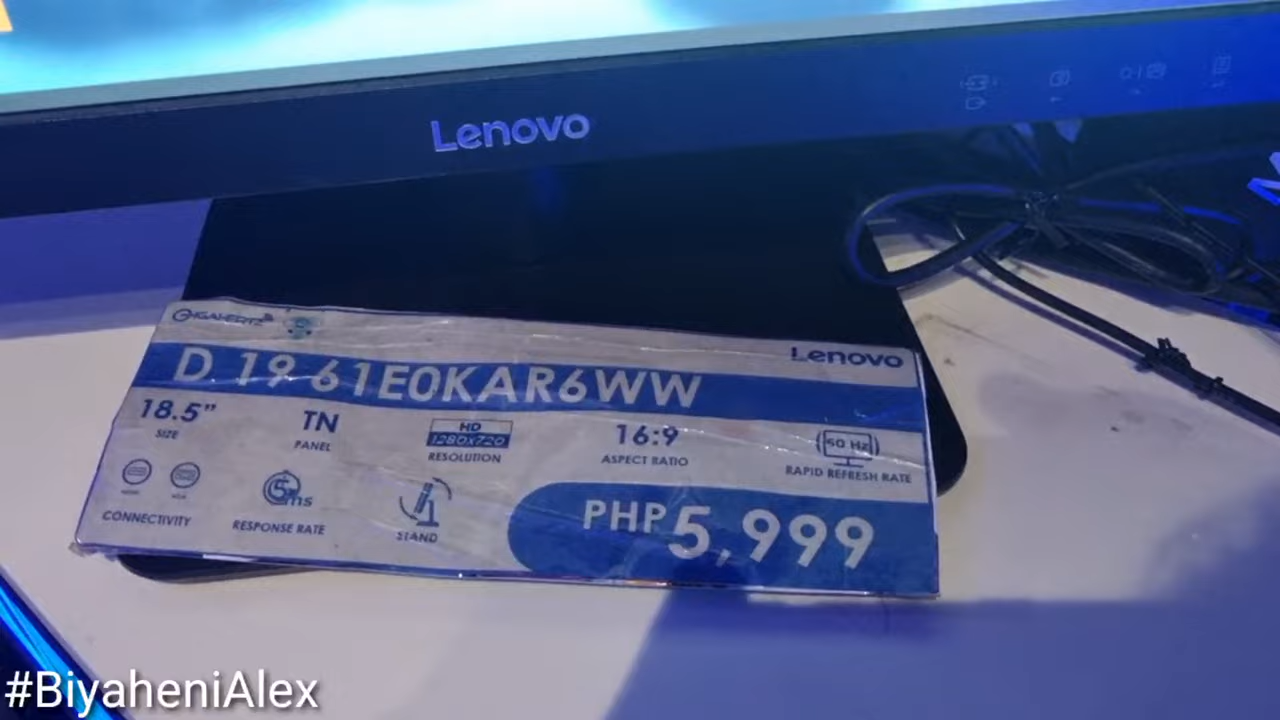 Lenovo
GIGAHERTZ
Lenovo
D 19 61E0KAR6WW
18.5"
SIZE
TN
PANEL
HD
1280x720
RESOLUTION
16:9
ASPECT RATIO
60 Hz
RAPID REFRESH RATE
CONNECTIVITY
5ms
RESPONSE RATE
STAND
PHP 5,999
#BiyaheniAlex